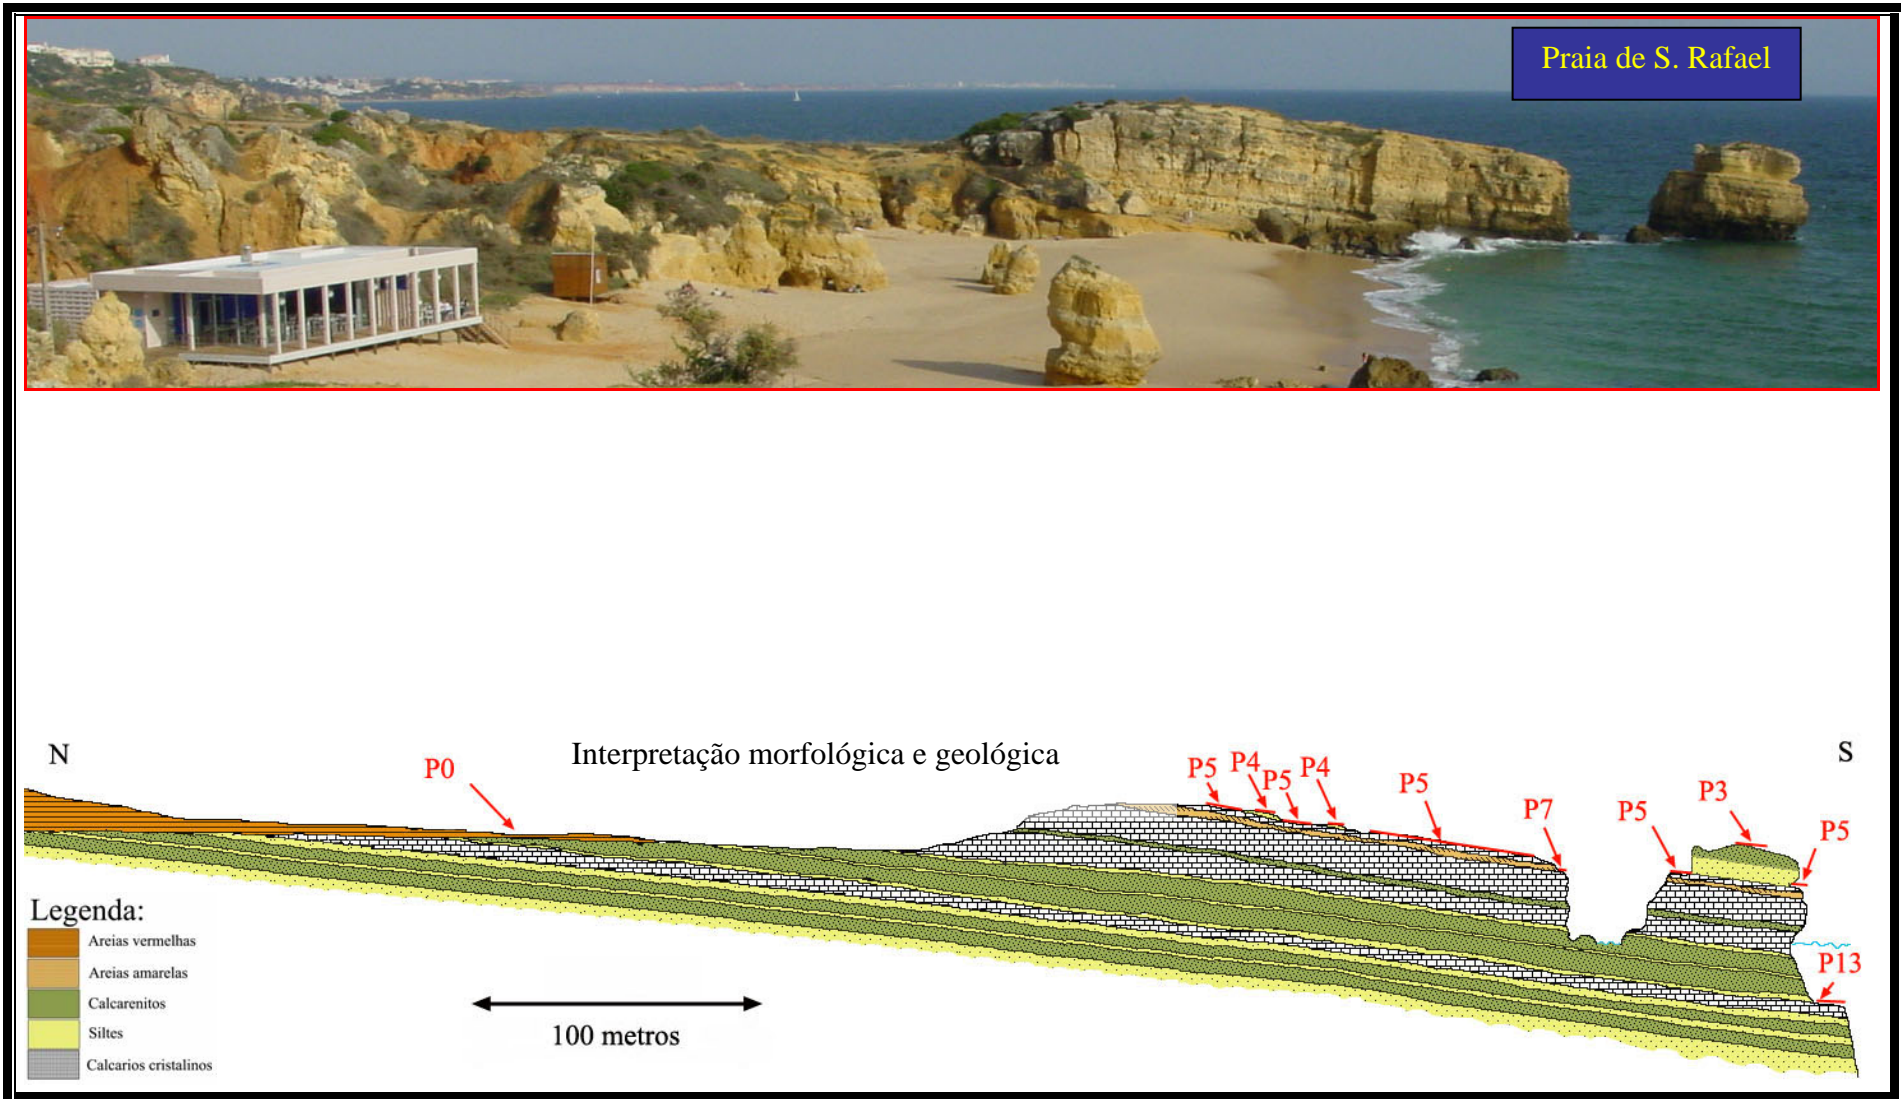 Praia de S. Rafael
N
Interpretação morfológica e geológica
S
P0
P5
P4
P5
P4
P5
P7
P5
P3
P5
P13
Legenda:
Areias vermelhas
Areias amarelas
Calcarenitos
Siltes
Calcarios cristalinos
100 metros